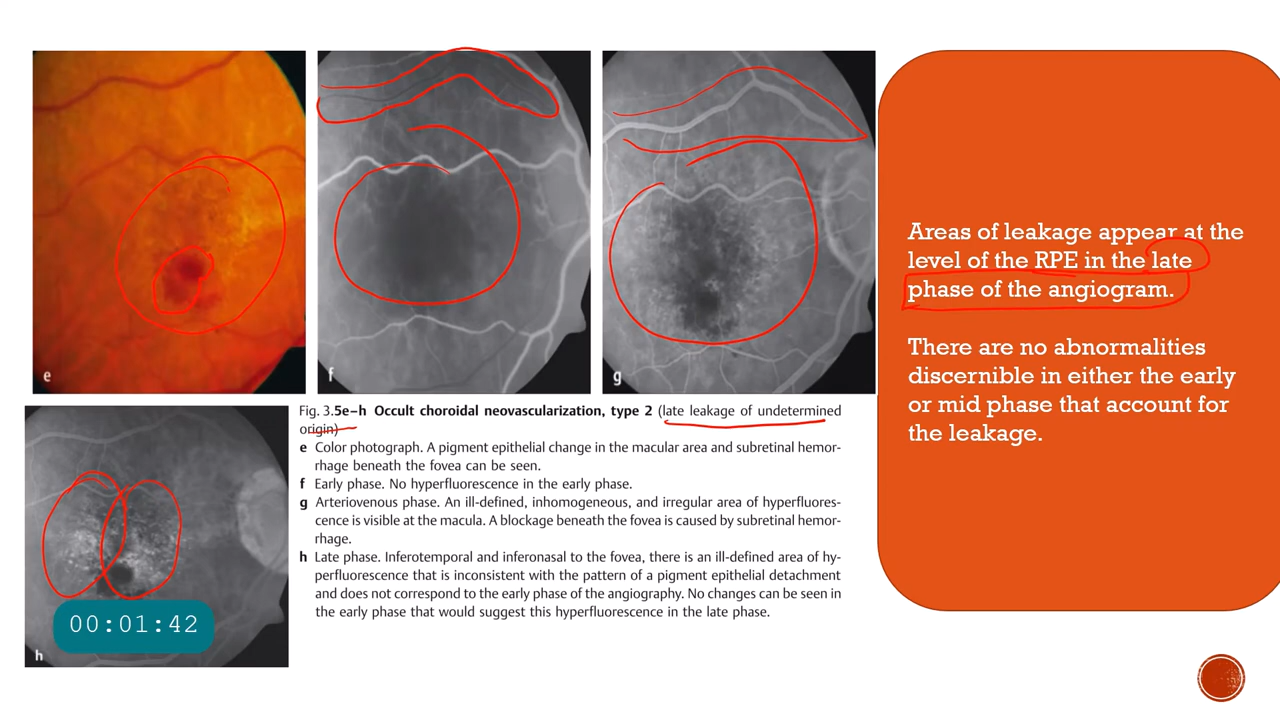 e
f
g
Areas of leakage appear at the
level of the RPE in the late
phase of the angiogram.
There are no abnormalities
discernible in either the early
or mid phase that account for
the leakage.
Fig. 3.5e–h Occult choroidal neovascularization, type 2 (late leakage of undetermined
origin)
e Color photograph. A pigment epithelial change in the macular area and subretinal hemor-
rhage beneath the fovea can be seen.
f Early phase. No hyperfluorescence in the early phase.
g Arteriovenous phase. An ill-defined, inhomogeneous, and irregular area of hyperfluores-
cence is visible at the macula. A blockage beneath the fovea is caused by subretinal hemor-
rhage.
h Late phase. Inferotemporal and inferonasal to the fovea, there is an ill-defined area of hy-
perfluorescence that is inconsistent with the pattern of a pigment epithelial detachment
and does not correspond to the early phase of the angiography. No changes can be seen in
the early phase that would suggest this hyperfluorescence in the late phase.
00:01:42
h